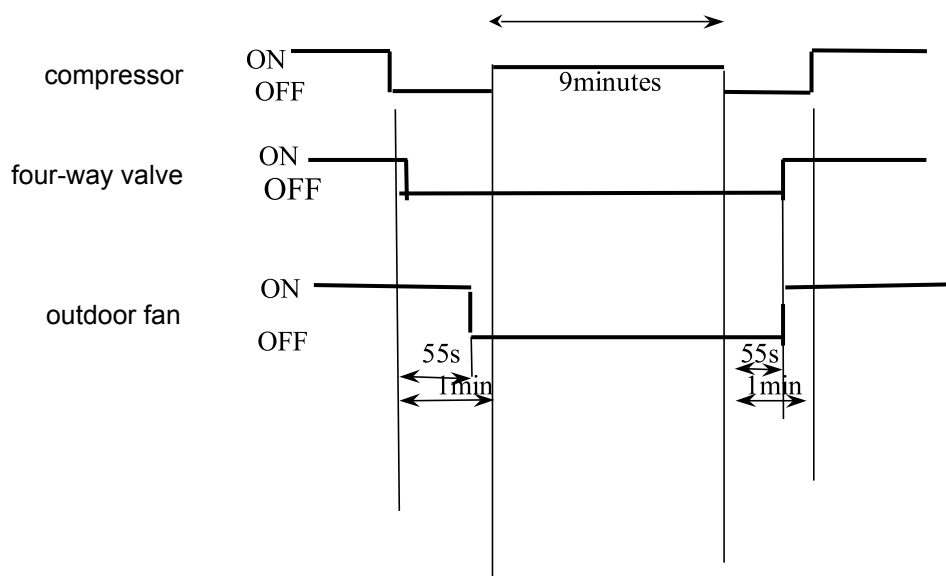 compressor
ON
OFF
9minutes
four-way valve
ON
OFF
outdoor fan
ON
OFF
55s
1min
55s
1min